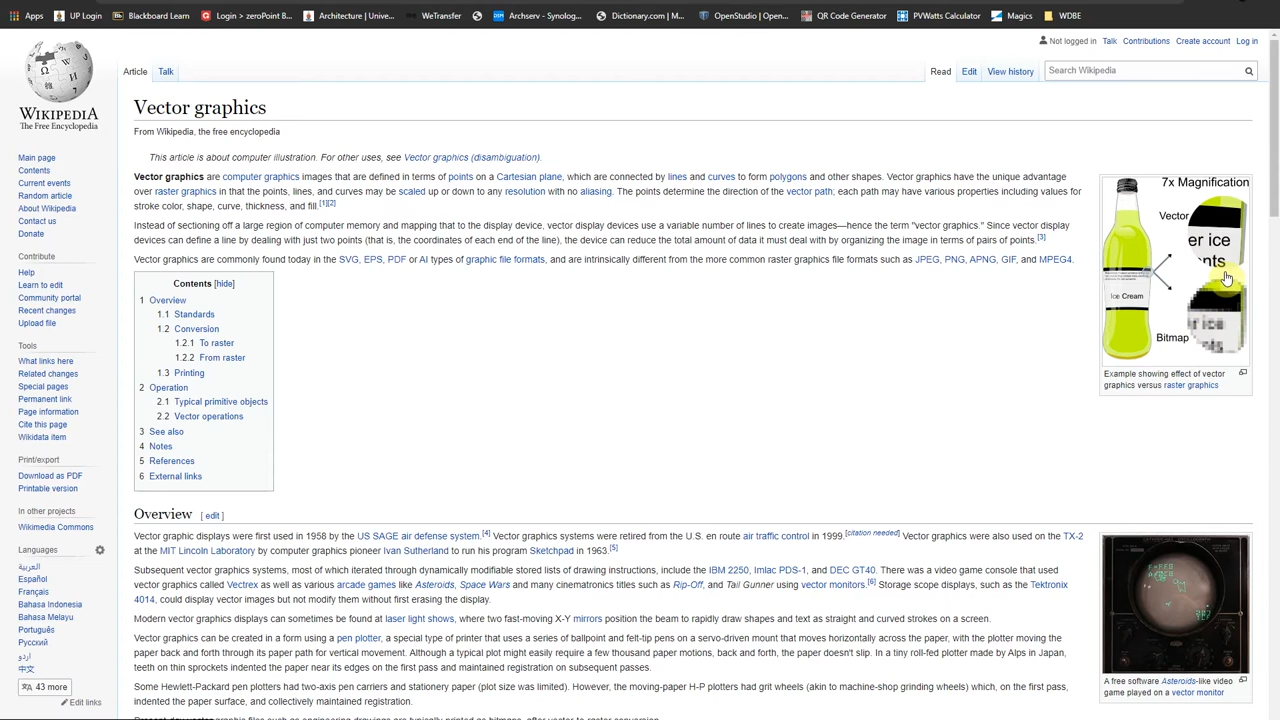 Apps UP Login Blackboard Learn Login > zeroPoint B... Architecture | Unive... WeTransfer Archserv - Synolog... Dictionary.com | M... OpenStudio | Open... QR Code Generator PVWatts Calculator Magics WDBE
Not logged in Talk Contributions Create account Log in
Article Talk Read Edit View history Search Wikipedia
WIKIPEDIA
The Free Encyclopedia
Main page
Contents
Current events
Random article
About Wikipedia
Contact us
Donate
Contribute
Help
Learn to edit
Community portal
Recent changes
Upload file
Tools
What links here
Related changes
Special pages
Permanent link
Page information
Cite this page
Wikidata item
Print/export
Download as PDF
Printable version
In other projects
Wikimedia Commons
Languages
العربية
Español
Français
Bahasa Indonesia
Bahasa Melayu
Português
Русский
اردو
中文
43 more
Edit links
Vector graphics
From Wikipedia, the free encyclopedia
This article is about computer illustration. For other uses, see Vector graphics (disambiguation).
Vector graphics are computer graphics images that are defined in terms of points on a Cartesian plane, which are connected by lines and curves to form polygons and other shapes. Vector graphics have the unique advantage
over raster graphics in that the points, lines, and curves may be scaled up or down to any resolution with no aliasing. The points determine the direction of the vector path; each path may have various properties including values for
stroke color, shape, curve, thickness, and fill.[1][2]
Instead of sectioning off a large region of computer memory and mapping that to the display device, vector display devices use a variable number of lines to create images—hence the term "vector graphics." Since vector display
devices can define a line by dealing with just two points (that is, the coordinates of each end of the line), the device can reduce the total amount of data it must deal with by organizing the image in terms of pairs of points.[3]
Vector graphics are commonly found today in the SVG, EPS, PDF or AI types of graphic file formats, and are intrinsically different from the more common raster graphics file formats such as JPEG, PNG, APNG, GIF, and MPEG4.
Contents [hide]
1 Overview
1.1 Standards
1.2 Conversion
1.2.1 To raster
1.2.2 From raster
1.3 Printing
2 Operation
2.1 Typical primitive objects
2.2 Vector operations
3 See also
4 Notes
5 References
6 External links
7x Magnification
Vector
er ice
nts
Ice Cream
Bitmap
Example showing effect of vector
graphics versus raster graphics
Overview [ edit ]
Vector graphic displays were first used in 1958 by the US SAGE air defense system.[4] Vector graphics systems were retired from the U.S. en route air traffic control in 1999.[citation needed] Vector graphics were also used on the TX-2
at the MIT Lincoln Laboratory by computer graphics pioneer Ivan Sutherland to run his program Sketchpad in 1963.[5]
Subsequent vector graphics systems, most of which iterated through dynamically modifiable stored lists of drawing instructions, include the IBM 2250, Imlac PDS-1, and DEC GT40. There was a video game console that used
vector graphics called Vectrex as well as various arcade games like Asteroids, Space Wars and many cinematronics titles such as Rip-Off, and Tail Gunner using vector monitors.[6] Storage scope displays, such as the Tektronix
4014, could display vector images but not modify them without first erasing the display.
Modern vector graphics displays can sometimes be found at laser light shows, where two fast-moving X-Y mirrors position the beam to rapidly draw shapes and text as straight and curved strokes on a screen.
Vector graphics can be created in a form using a pen plotter, a special type of printer that uses a series of ballpoint and felt-tip pens on a servo-driven mount that moves horizontally across the paper, with the plotter moving the
paper back and forth through its paper path for vertical movement. Although a typical plot might easily require a few thousand paper motions, back and forth, the paper doesn't slip. In a tiny roll-fed plotter made by Alps in Japan,
teeth on thin sprockets indented the paper near its edges on the first pass and maintained registration on subsequent passes.
Some Hewlett-Packard pen plotters had two-axis pen carriers and stationery paper (plot size was limited). However, the moving-paper H-P plotters had grit wheels (akin to machine-shop grinding wheels) which, on the first pass,
indented the paper surface, and collectively maintained registration.
A free software Asteroids-like video
game played on a vector monitor